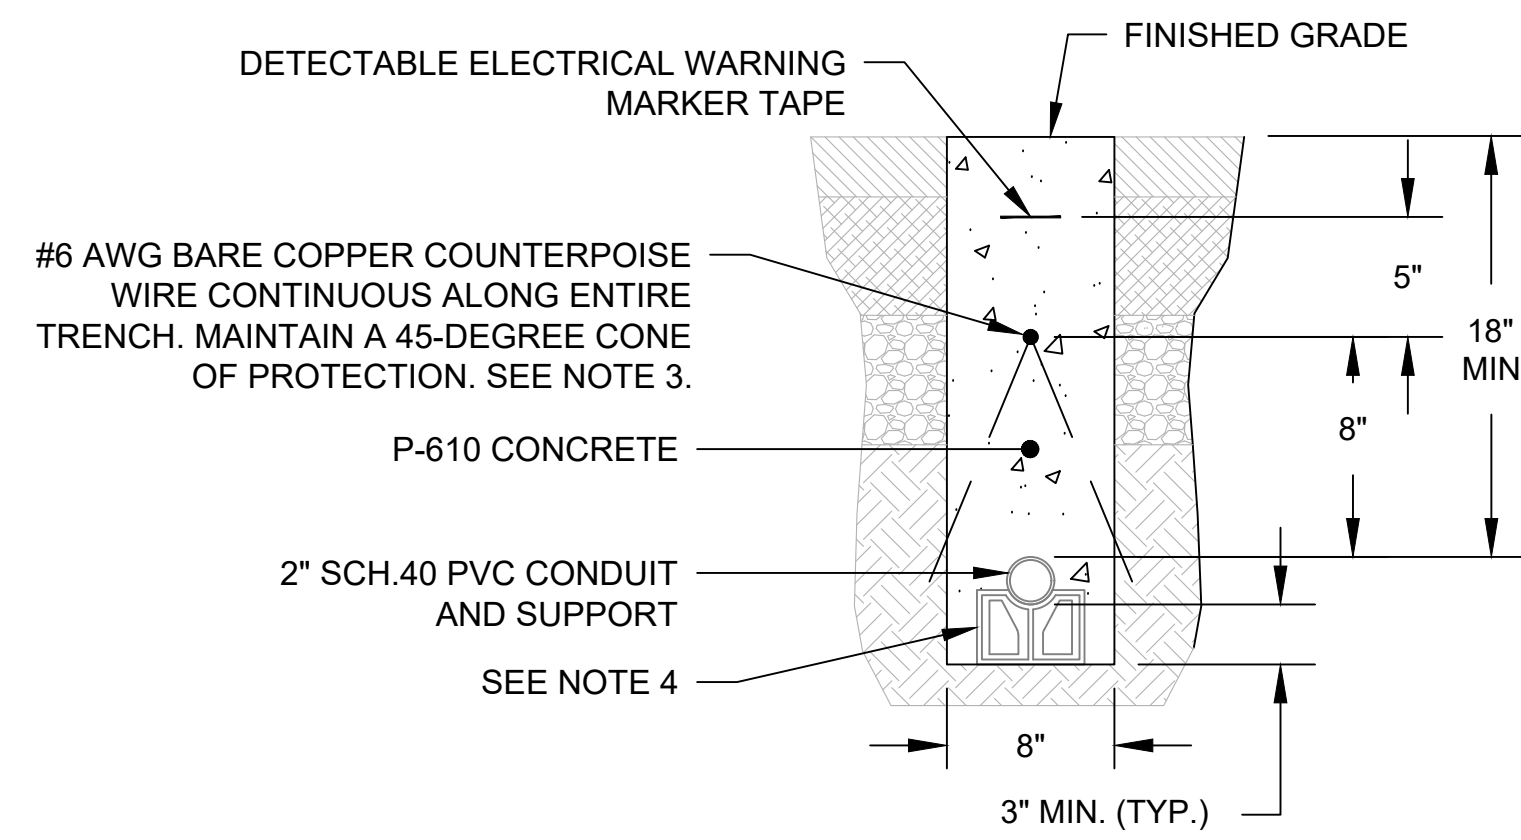 FINISHED GRADE
DETECTABLE ELECTRICAL WARNING
MARKER TAPE
#6 AWG BARE COPPER COUNTERPOISE
WIRE CONTINUOUS ALONG ENTIRE
TRENCH. MAINTAIN A 45-DEGREE CONE
OF PROTECTION. SEE NOTE 3.
5"
18"
MIN
8"
P-610 CONCRETE
2" SCH.40 PVC CONDUIT
AND SUPPORT
SEE NOTE 4
8"
3" MIN. (TYP.)